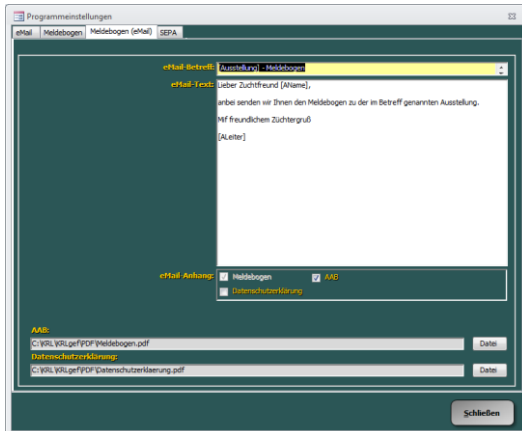 Programmeinstellungen
eMail Meldebogen Meldebogen (eMail) SEPA
eMail-Betreff: [Ausstellung] - Meldebogen
eMail-Text: Lieber Zuchtfreund [AName],
anbei senden wir Ihnen den Meldebogen zu der im Betreff genannten Ausstellung.
Mif freundlichem Züchtergruß
[ALeiter]
eMail-Anhang: Meldebogen AAB
Datenschutzerklärung
AAB:
C:\KRL\KRLgef\PDF\Meldebogen.pdf Datei
Datenschutzerklärung:
C:\KRL\KRLgef\PDF\Datenschutzerklaerung.pdf Datei
Schließen